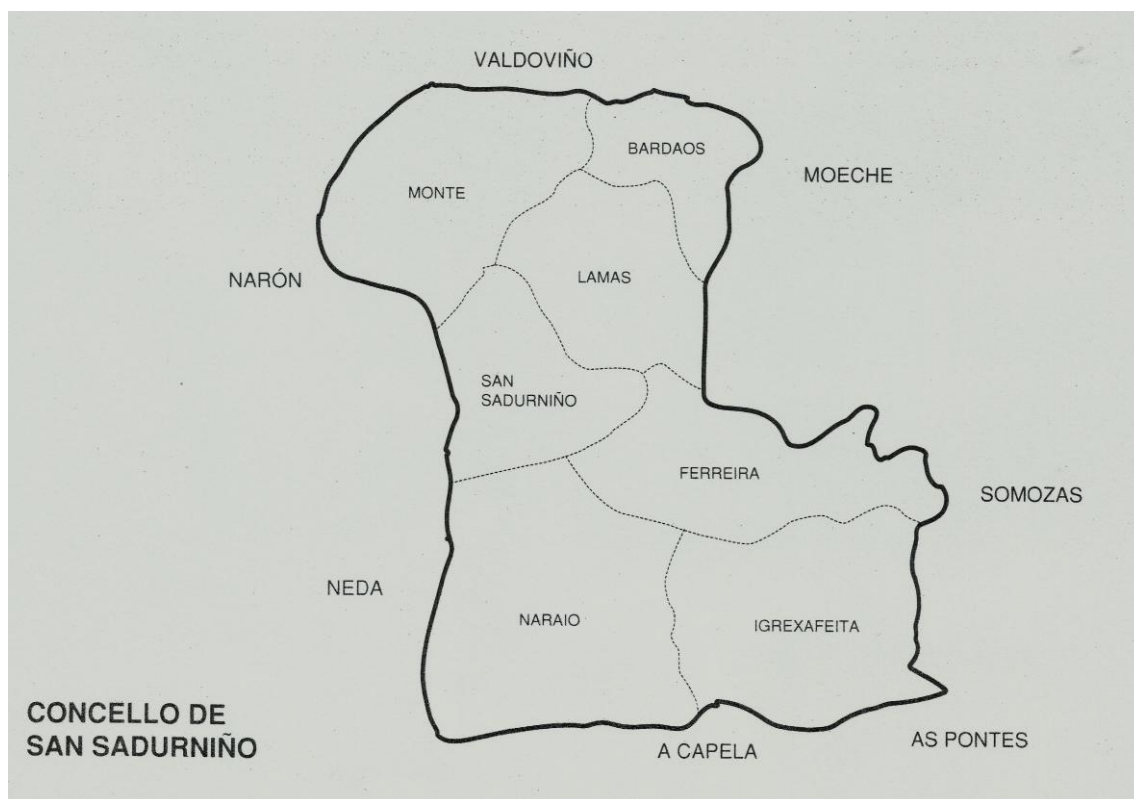 VALDOVIÑO
BARDAOS
MOECHE
MONTE
NARÓN
LAMAS
SAN
SADURNIÑO
FERREIRA
SOMOZAS
NEDA
NARAIO
IGREXAFEITA
CONCELLO DE
SAN SADURNIÑO
A CAPELA
AS PONTES